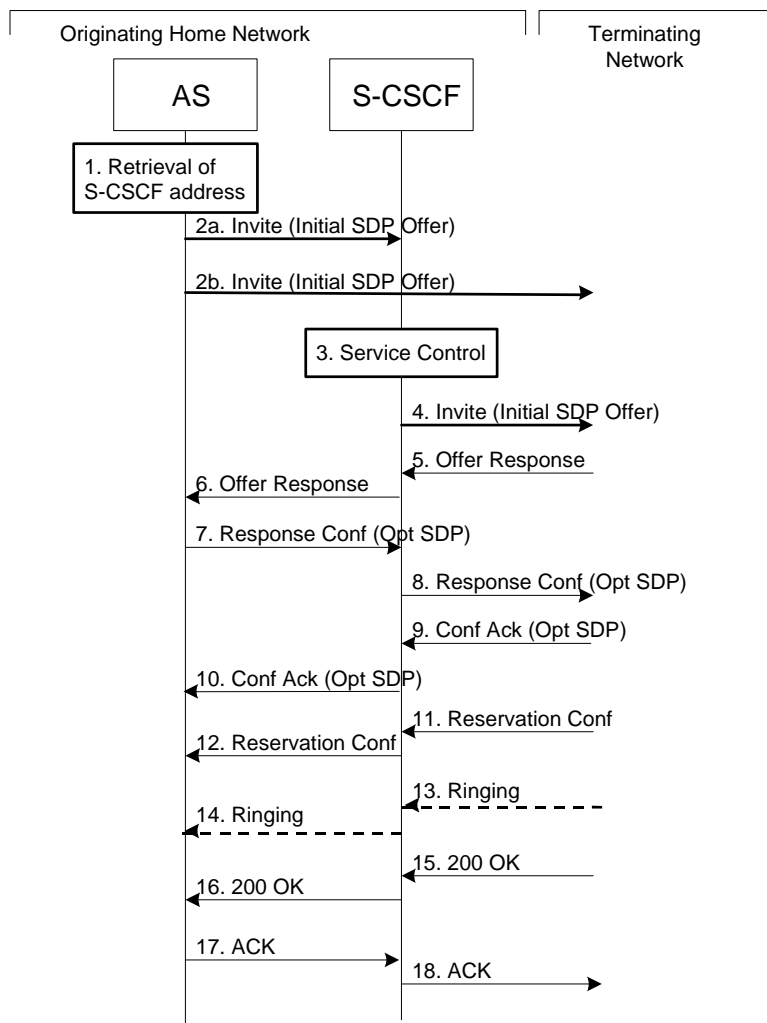 Originating Home Network
Terminating
Network
AS
S-CSCF
1. Retrieval of
S-CSCF address
2a. Invite (Initial SDP Offer)
2b. Invite (Initial SDP Offer)
3. Service Control
4. Invite (Initial SDP Offer)
5. Offer Response
6. Offer Response
7. Response Conf (Opt SDP)
8. Response Conf (Opt SDP)
9. Conf Ack (Opt SDP)
10. Conf Ack (Opt SDP)
11. Reservation Conf
12. Reservation Conf
13. Ringing
14. Ringing
15. 200 OK
16. 200 OK
17. ACK
18. ACK